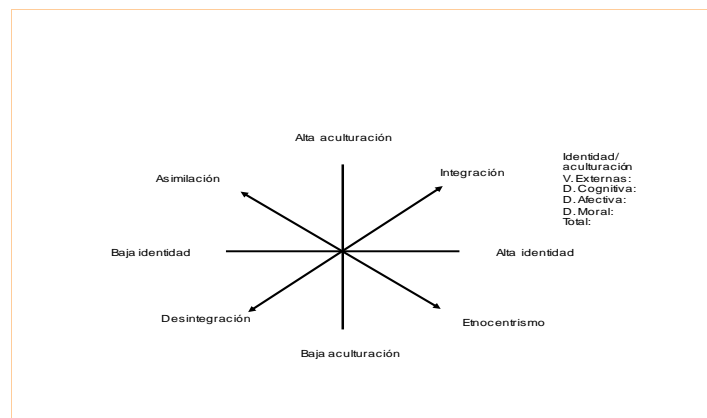 Alta aculturación
Identidad/
aculturación
V. Externas:
D. Cognitiva:
D. Afectiva:
D. Moral:
Total:
Asimilación
Integración
Baja identidad
Alta identidad
Desintegración
Etnocentrismo
Baja aculturación